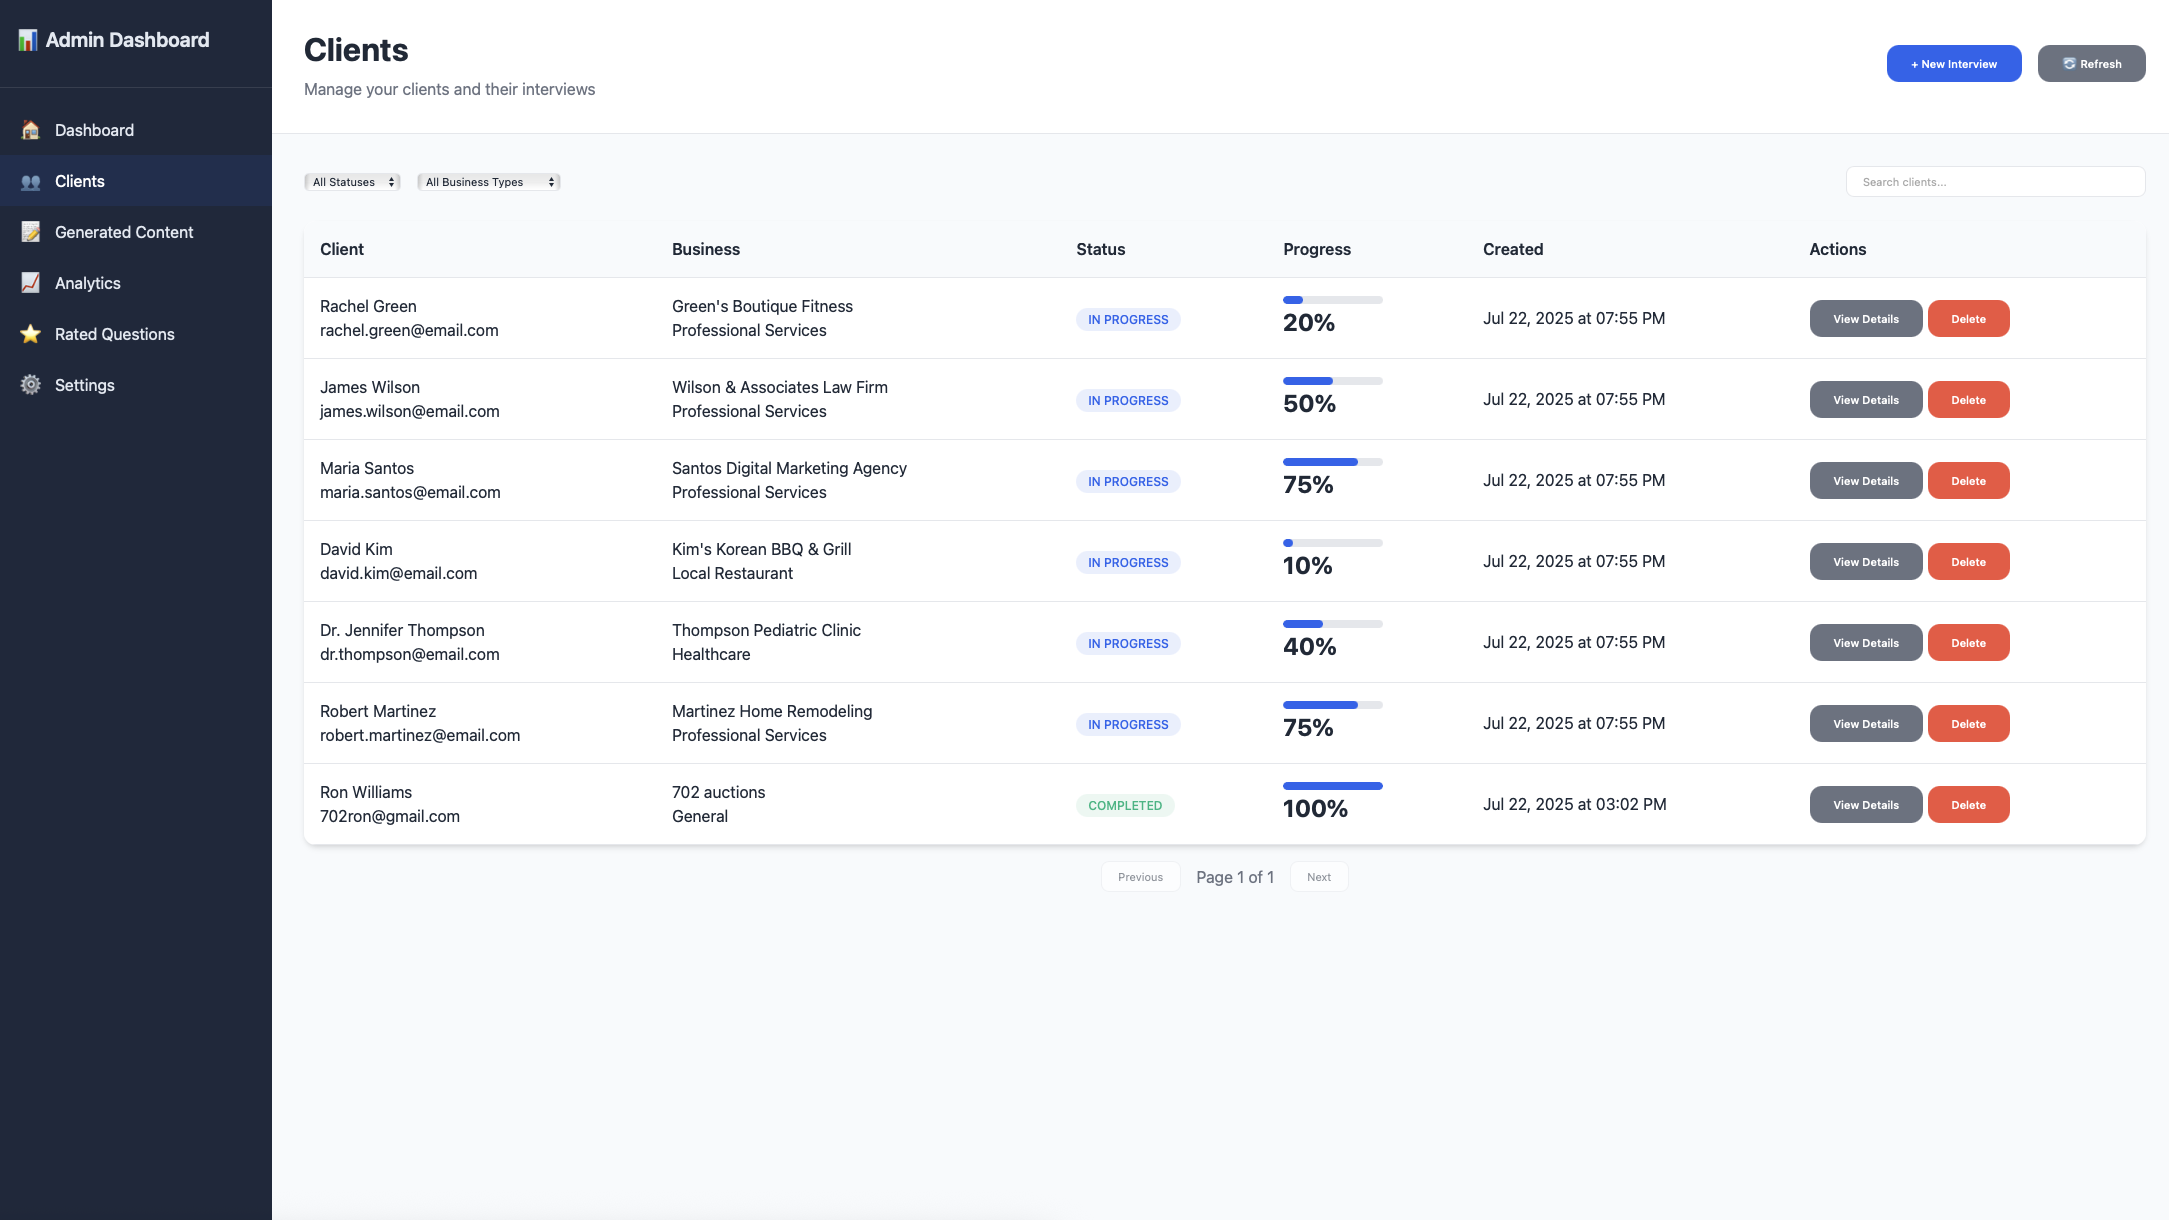 Admin Dashboard
Dashboard
Clients
Generated Content
Analytics
Rated Questions
Settings
Clients
Manage your clients and their interviews
+ New Interview
Refresh
All Statuses
All Business Types
Search clients...
Client Business Status Progress Created Actions
Rachel Green Green's Boutique Fitness
rachel.green@email.com Professional Services IN PROGRESS 20% Jul 22, 2025 at 07:55 PM View Details Delete
James Wilson Wilson & Associates Law Firm
james.wilson@email.com Professional Services IN PROGRESS 50% Jul 22, 2025 at 07:55 PM View Details Delete
Maria Santos Santos Digital Marketing Agency
maria.santos@email.com Professional Services IN PROGRESS 75% Jul 22, 2025 at 07:55 PM View Details Delete
David Kim Kim's Korean BBQ & Grill
david.kim@email.com Local Restaurant IN PROGRESS 10% Jul 22, 2025 at 07:55 PM View Details Delete
Dr. Jennifer Thompson Thompson Pediatric Clinic
dr.thompson@email.com Healthcare IN PROGRESS 40% Jul 22, 2025 at 07:55 PM View Details Delete
Robert Martinez Martinez Home Remodeling
robert.martinez@email.com Professional Services IN PROGRESS 75% Jul 22, 2025 at 07:55 PM View Details Delete
Ron Williams 702 auctions
702ron@gmail.com General COMPLETED 100% Jul 22, 2025 at 03:02 PM View Details Delete
Previous Page 1 of 1 Next